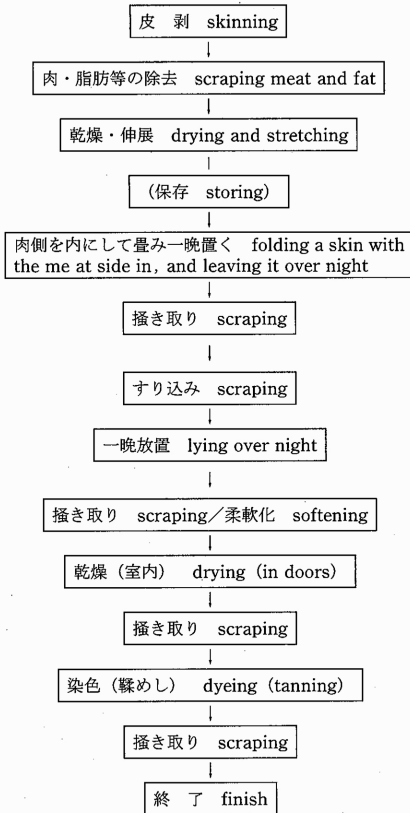 皮 剥 skinning
肉・脂肪等の除去 scraping meat and fat
乾燥・伸展 drying and stretching
(保存 storing)
肉側を内にして畳み一晩置く folding a skin with
the me at side in, and leaving it over night
掻き取り scraping
すり込み scraping
一晩放置 lying over night
掻き取り scraping／柔軟化 softening
乾燥（室内） drying (in doors)
掻き取り scraping
染色（鞣めし） dyeing (tanning)
掻き取り scraping
終 了 finish